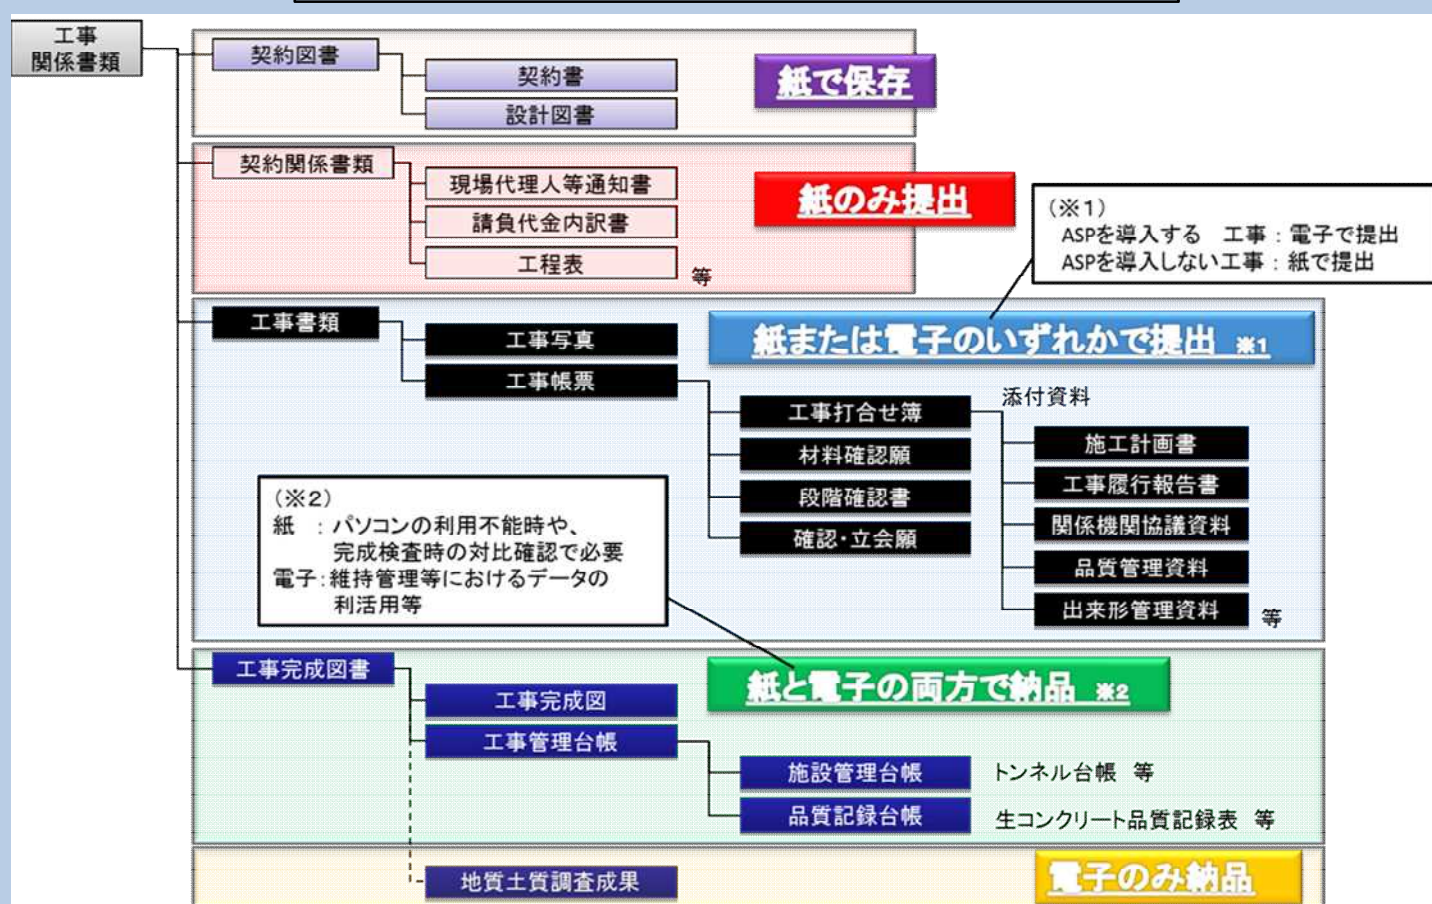 工事
関係書類
契約図書
契約書
設計図書
紙で保存
契約関係書類
現場代理人等通知書
請負代金内訳書
工程表
等
紙のみ提出
(※1)
ASPを導入する 工事:電子で提出
ASPを導入しない工事:紙で提出
工事書類
工事写真
工事帳票
紙または電子のいずれかで提出 ※1
工事打合せ簿
材料確認願
段階確認書
確認・立会願
添付資料
施工計画書
工事履行報告書
関係機関協議資料
品質管理資料
出来形管理資料
等
(※2)
紙 :パソコンの利用不能時や、
完成検査時の対比確認で必要
電子:維持管理等におけるデータの
利活用等
工事完成図書
工事完成図
工事管理台帳
紙と電子の両方で納品 ※2
施設管理台帳
トンネル台帳 等
品質記録台帳
生コンクリート品質記録表 等
地質土質調査成果
電子のみ納品